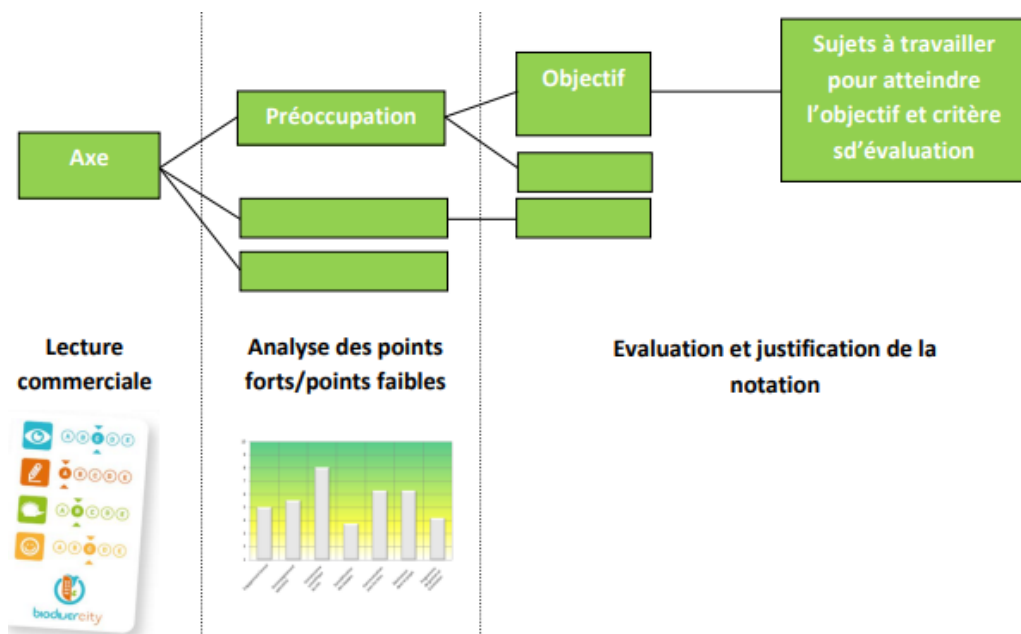 Axe
Préoccupation
Objectif
Sujets à travailler
pour atteindre
l'objectif et critère
sd'évaluation
Lecture
commerciale
Analyse des points
forts/points faibles
Evaluation et justification de la
notation
A B C D E
A B C D E
A B C D E
A B C D E
biodivercity